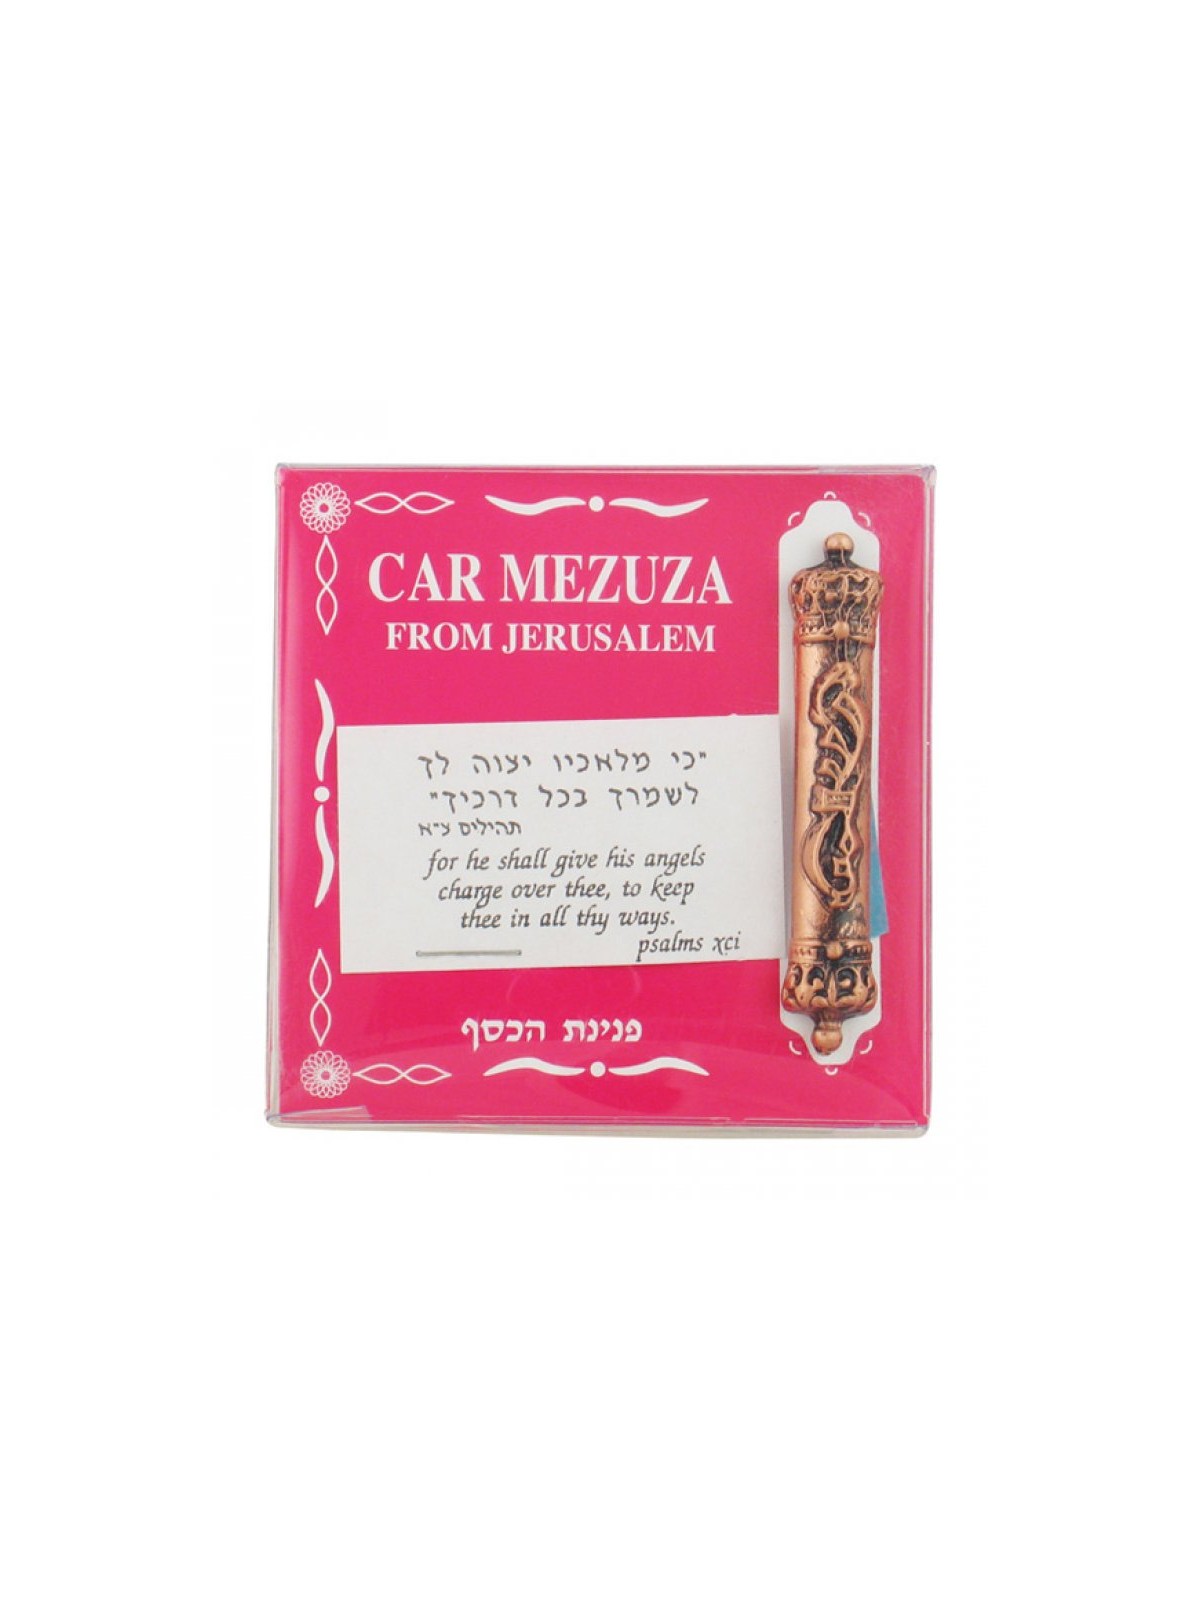 CAR MEZUZA
FROM JERUSALEM
"כי מלאכיו יצוה לך
לשמרך בכל דרכיך"
תהילים צ"א
for he shall give his angels
charge over thee, to keep
thee in all thy ways.
psalms xci
פנינת הכסף